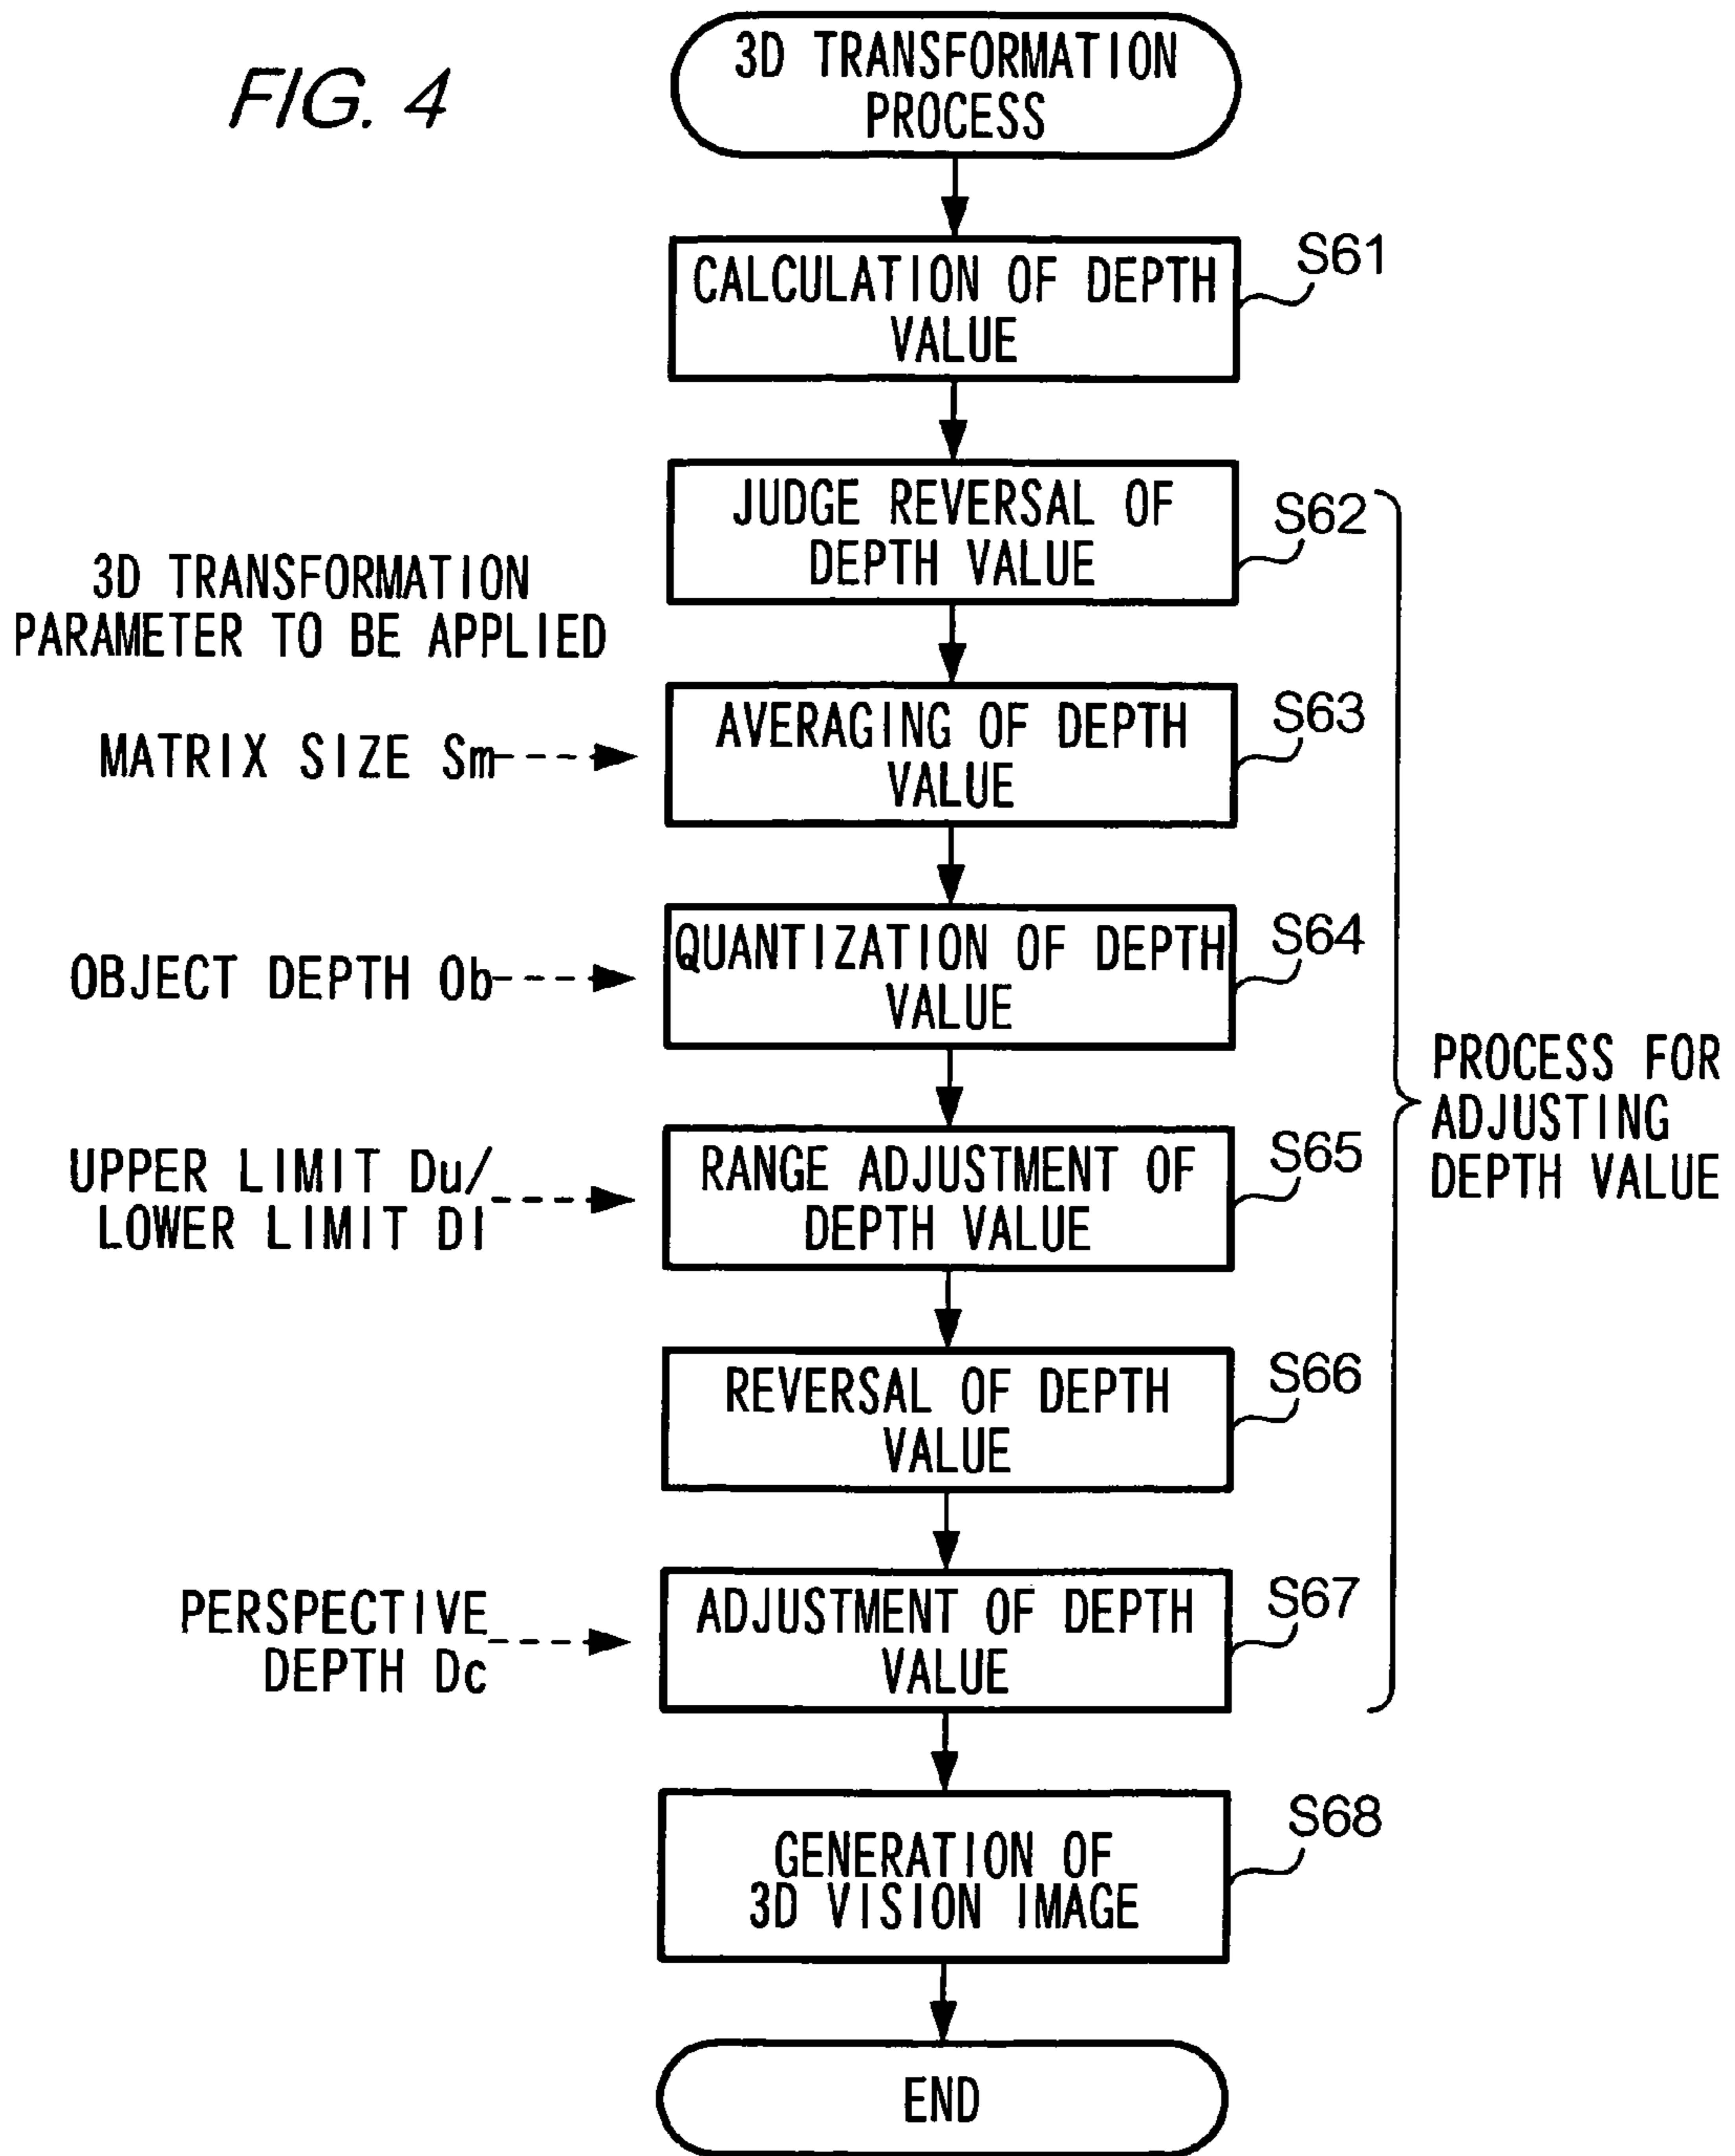 FIG. 4
3D TRANSFORMATION
PROCESS
CALCULATION OF DEPTH
VALUE
S61
JUDGE REVERSAL OF
DEPTH VALUE
S62
3D TRANSFORMATION
PARAMETER TO BE APPLIED
MATRIX SIZE Sm
AVERAGING OF DEPTH
VALUE
S63
OBJECT DEPTH Ob
QUANTIZATION OF DEPTH
VALUE
S64
PROCESS FOR
ADJUSTING
DEPTH VALUE
UPPER LIMIT Du/
LOWER LIMIT Dl
RANGE ADJUSTMENT OF
DEPTH VALUE
S65
REVERSAL OF DEPTH
VALUE
S66
PERSPECTIVE
DEPTH Dc
ADJUSTMENT OF DEPTH
VALUE
S67
GENERATION OF
3D VISION IMAGE
S68
END